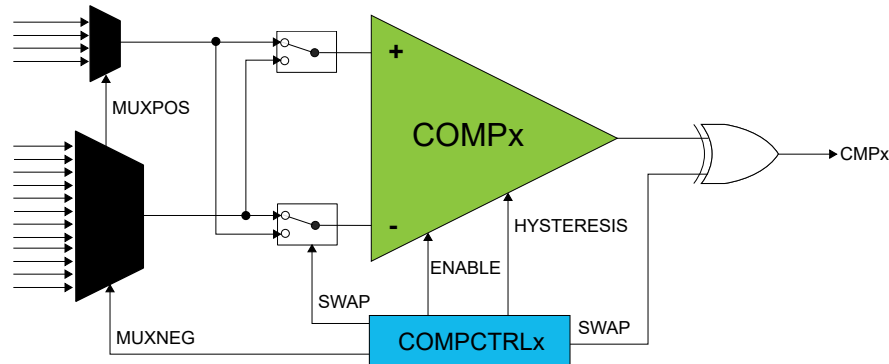 +
MUXPOS
COMPx
CMPx
-
HYSTERESIS
ENABLE
SWAP
SWAP
MUXNEG
COMPCTRLx